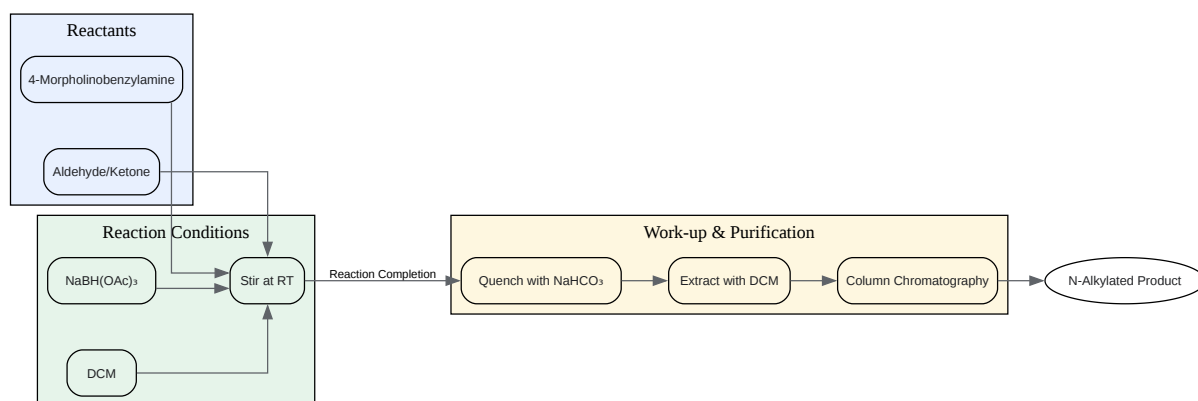 Reactants
4-Morpholinobenzylamine
Aldehyde/Ketone
Reaction Conditions
NaBH(OAc)₃
Stir at RT
DCM
Reaction Completion
Work-up & Purification
Quench with NaHCO₃
Extract with DCM
Column Chromatography
N-Alkylated Product